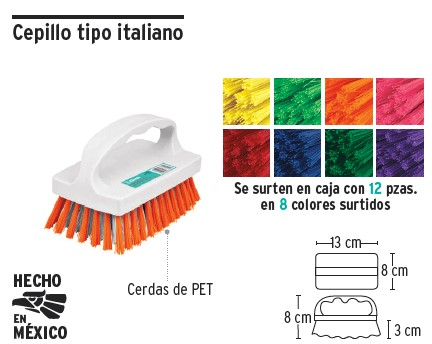 Cepillo tipo italiano
Se surten en caja con 12 pzas.
en 8 colores surtidos
Cerdas de PET
13 cm
8 cm
8 cm
3 cm
HECHO
EN
MÉXICO